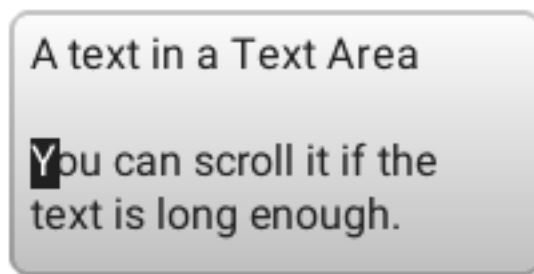 A text in a Text Area
You can scroll it if the
text is long enough.